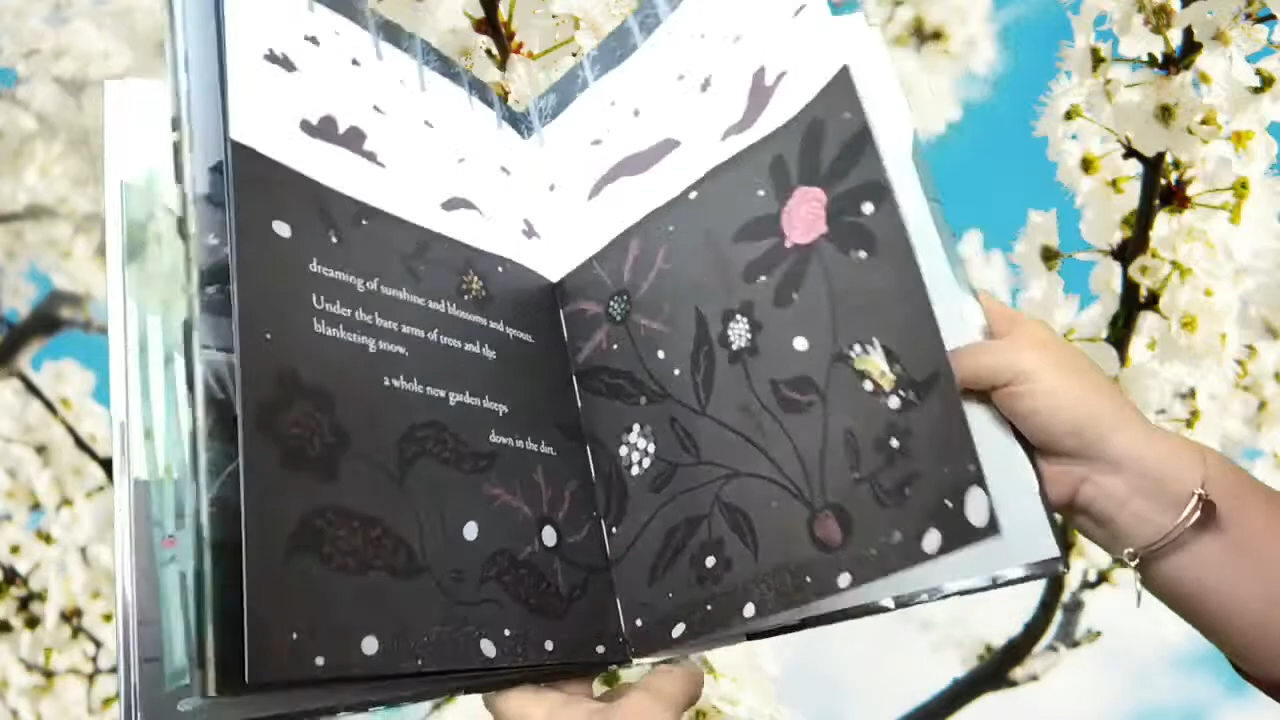 dreaming of sunshine and blossoms and sprouts.
Under the bare arms of trees and the
blanketing snow,
a whole new garden sleeps
down in the dirt.